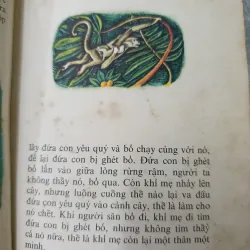 lấy đứa con yêu quý và bỏ chạy cùng với nó,
để lại đứa con bị ghét bỏ. Đứa con bị ghét
bỏ lẩn vào giữa lòng rừng rậm, người ta
không thấy nó, bỏ qua. Còn khỉ mẹ nhảy lên
cây, nhưng luống cuống thế nào lại va đầu
đứa con yêu quý vào cành cây, thế là làm cho
nó chết. Khi người săn bỏ đi, khỉ mẹ đi tìm
đứa con bị ghét bỏ, nhưng không tìm thấy
cả nó nữa, thế là khỉ mẹ còn lại một thân một
mình.